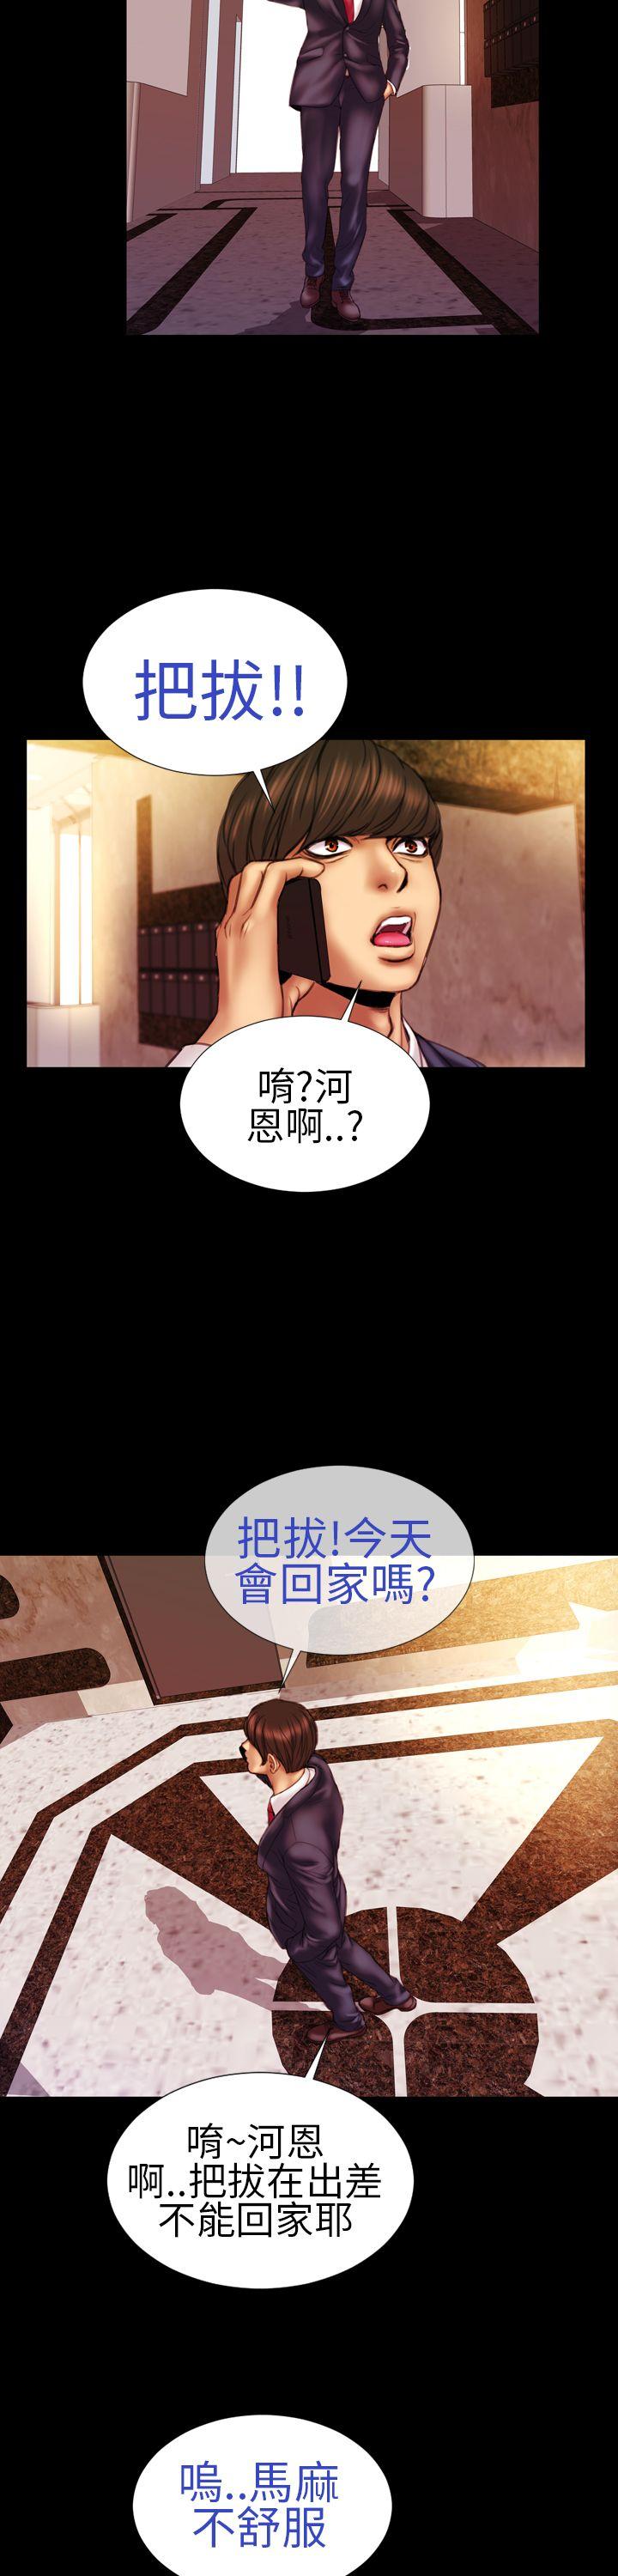 把拔!!
唷?河
恩啊..?
把拔!今天
會回家嗎?
唷~河恩
啊..把拔在出差
不能回家耶
嗚..馬麻
不舒服